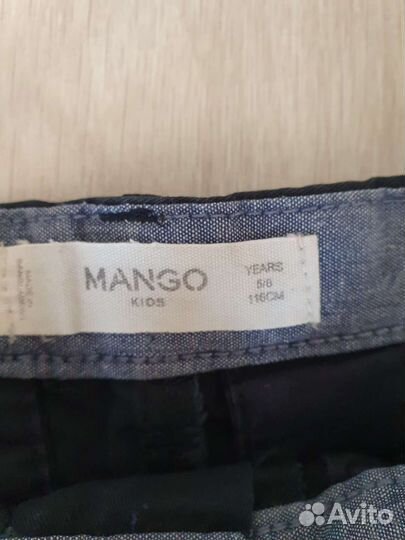 MANGO
KIDS
YEARS
5/6
116CM
Avito